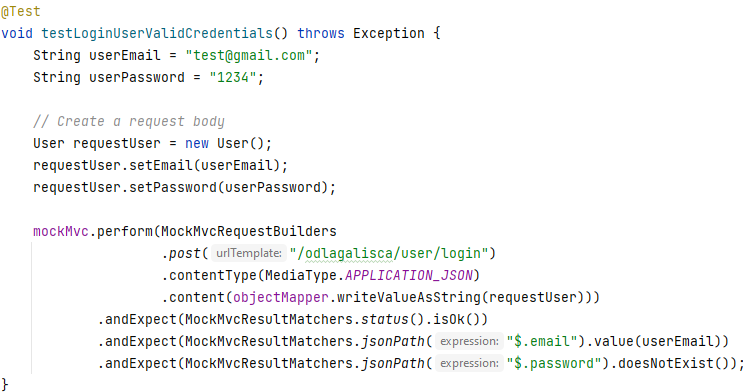 @Test
void testLoginUserValidCredentials() throws Exception {
    String userEmail = "test@gmail.com";
    String userPassword = "1234";

    // Create a request body
    User requestUser = new User();
    requestUser.setEmail(userEmail);
    requestUser.setPassword(userPassword);

    mockMvc.perform(MockMvcRequestBuilders
                    .post( urlTemplate: "/odlagalisca/user/login")
                    .contentType(MediaType.APPLICATION_JSON)
                    .content(objectMapper.writeValueAsString(requestUser)))
            .andExpect(MockMvcResultMatchers.status().isOk())
            .andExpect(MockMvcResultMatchers.jsonPath( expression: "$.email").value(userEmail))
            .andExpect(MockMvcResultMatchers.jsonPath( expression: "$.password").doesNotExist());
}